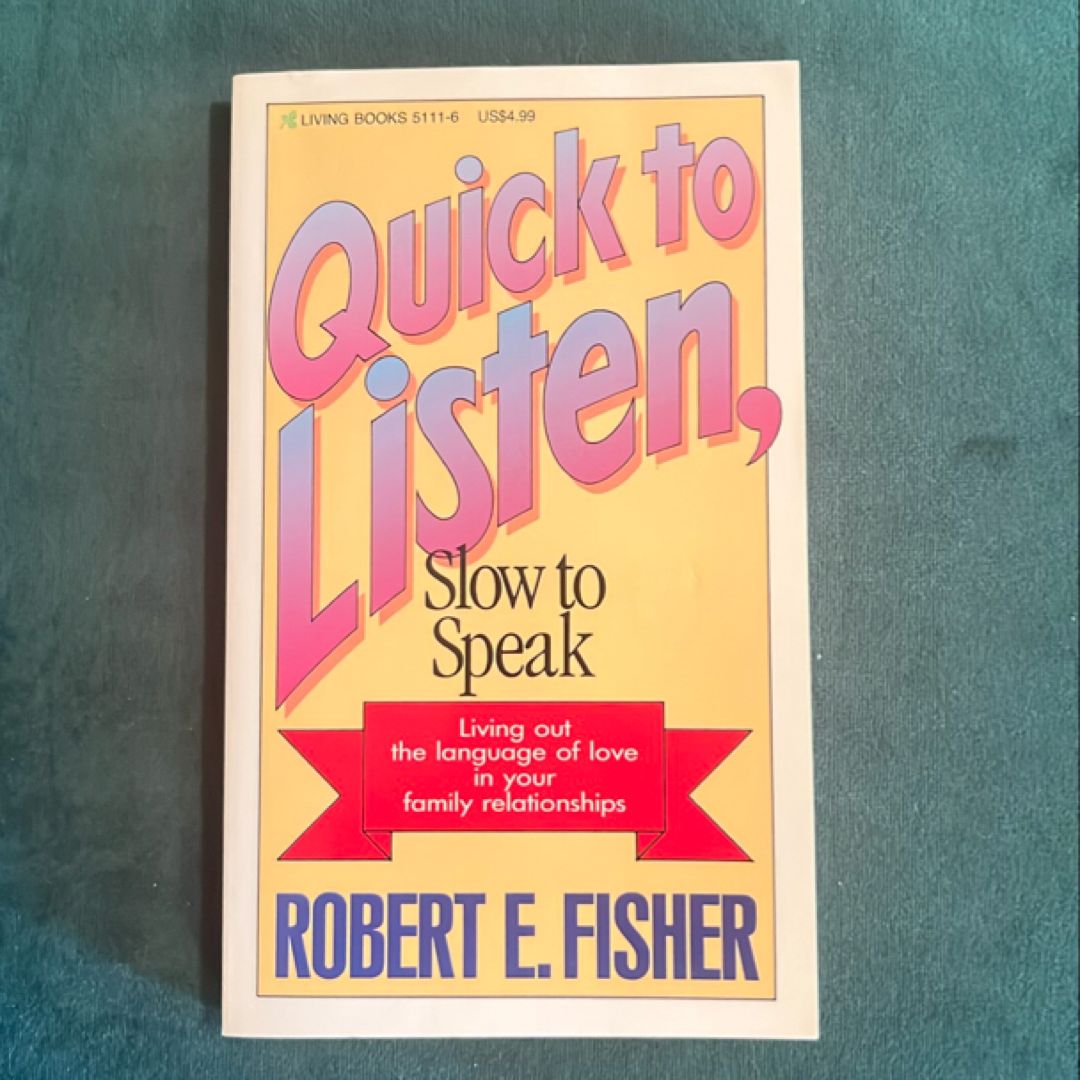 LIVING BOOKS 5111-6 US$4.99
Quick to
Listen,
Slow to
Speak
Living out
the language of love
in your
family relationships
ROBERT E. FISHER